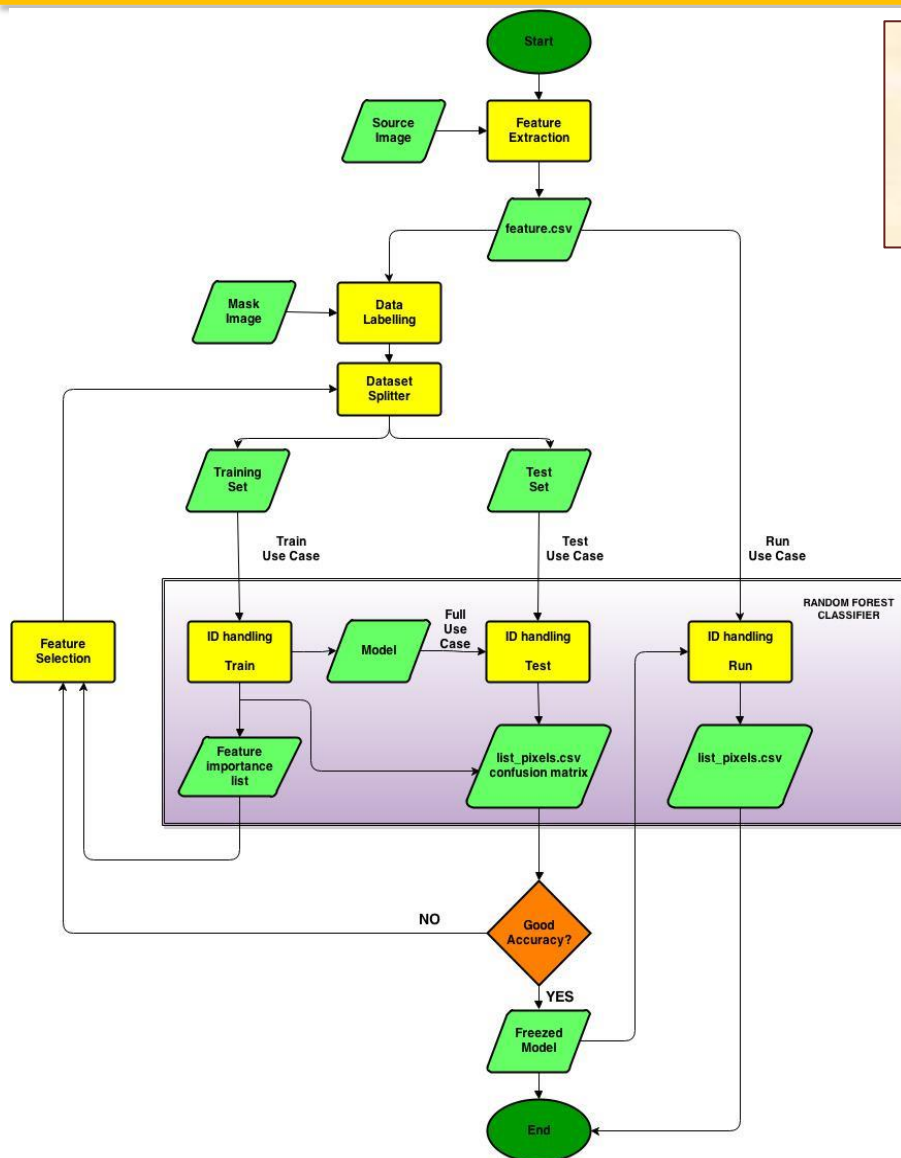 Start
Source
Image
Feature
Extraction
feature.csv
Mask
Image
Data
Labelling
Dataset
Splitter
Training
Set
Test
Set
Train
Use Case
Test
Use Case
Run
Use Case
RANDOM FOREST
CLASSIFIER
Feature
Selection
ID handling
Train
Model
Full
Use
Case
ID handling
Test
ID handling
Run
Feature
importance
list
list_pixels.csv
confusion matrix
list_pixels.csv
NO
Good
Accuracy?
YES
Freezed
Model
End